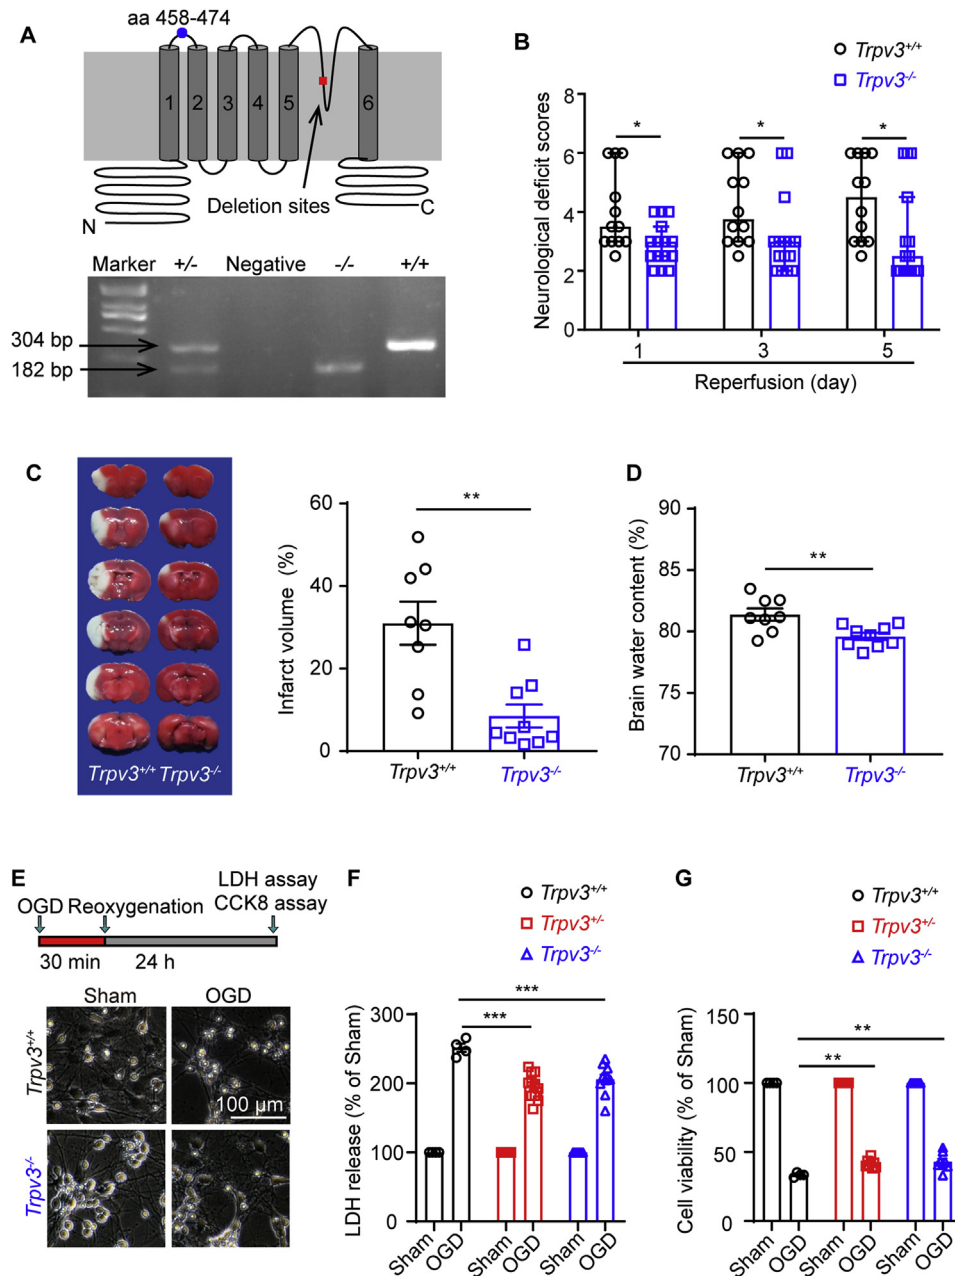 A
aa 458-474
1 2 3 4 5 6
Deletion sites
N
C
Marker +/- Negative -/- +/+
304 bp
182 bp
B
Trpv3+/+
Trpv3-/-
Neurological deficit scores
8
6
4
2
0
* * *
1 3 5
Reperfusion (day)
C
Trpv3+/+ Trpv3-/-
Infarct volume (%)
60
40
20
0
**
Trpv3+/+ Trpv3-/-
D
Brain water content (%)
90
85
80
75
70
**
Trpv3+/+ Trpv3-/-
E
LDH assay
CCK8 assay
OGD Reoxygenation
30 min 24 h
Sham OGD
Trpv3+/+
100 µm
Trpv3-/-
F
Trpv3+/+
Trpv3+/-
Trpv3-/-
LDH release (% of Sham)
300
200
100
0
***
***
Sham OGD Sham OGD Sham OGD
G
Trpv3+/+
Trpv3+/-
Trpv3-/-
Cell viability (% of Sham)
150
100
50
0
**
**
Sham OGD Sham OGD Sham OGD